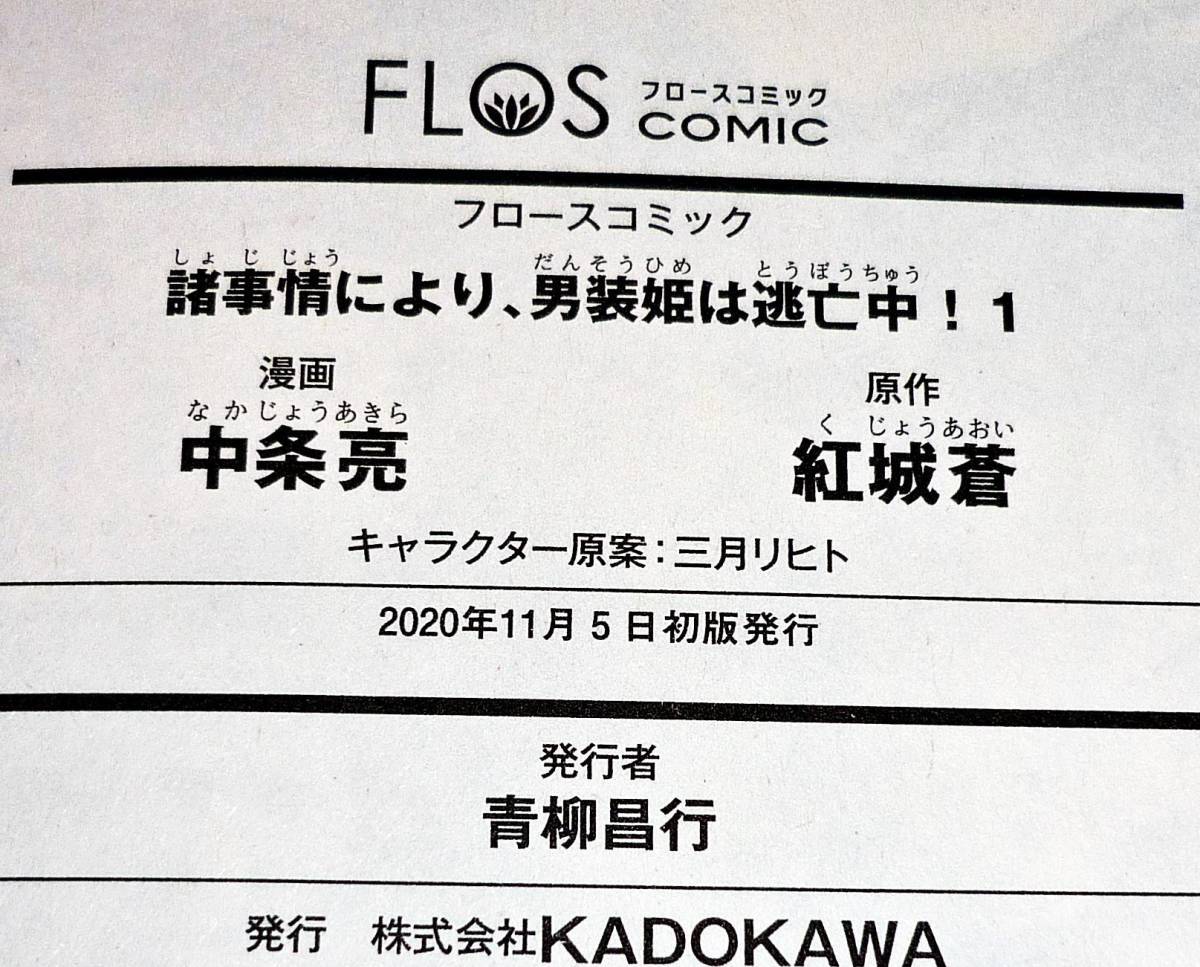 FLOS フロースコミック COMIC
フロースコミック
しょじじょう だんそうひめ とうぼうちゅう
諸事情により、男装姫は逃亡中！1
漫画 原作
なかじょうあきら くじょうあおい
中条亮 紅城蒼
キャラクター原案：三月リヒト
2020年11月5日初版発行
発行者
青柳昌行
発行 株式会社KADOKAWA